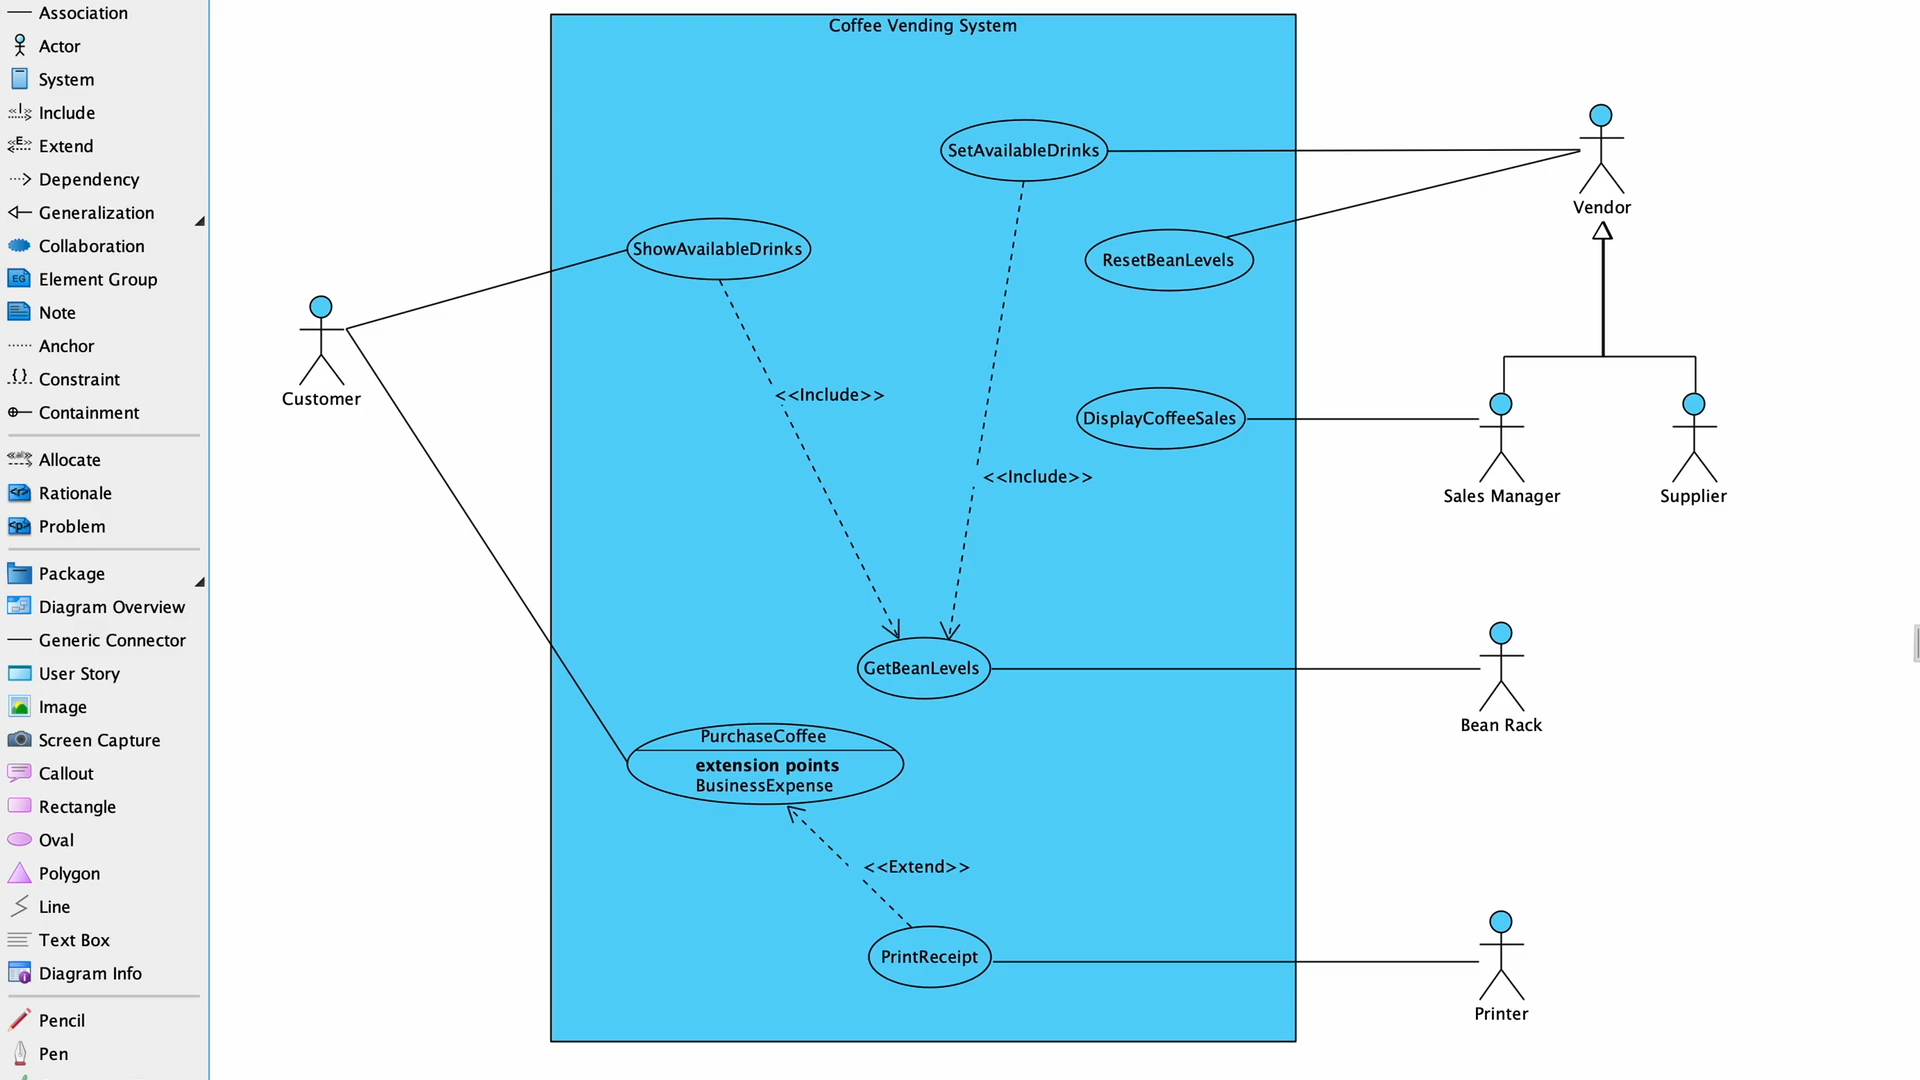 Association
Actor
System
Include
Extend
Dependency
Generalization
Collaboration
EG Element Group
Note
Anchor
Constraint
Containment
Allocate
<r> Rationale
<p> Problem
Package
Diagram Overview
Generic Connector
User Story
Image
Screen Capture
Callout
Rectangle
Oval
Polygon
Line
Text Box
Diagram Info
Pencil
Pen
Coffee Vending System
SetAvailableDrinks
Vendor
ShowAvailableDrinks
ResetBeanLevels
Customer
<<Include>>
DisplayCoffeeSales
<<Include>>
Sales Manager
Supplier
GetBeanLevels
Bean Rack
PurchaseCoffee
extension points
BusinessExpense
<<Extend>>
PrintReceipt
Printer